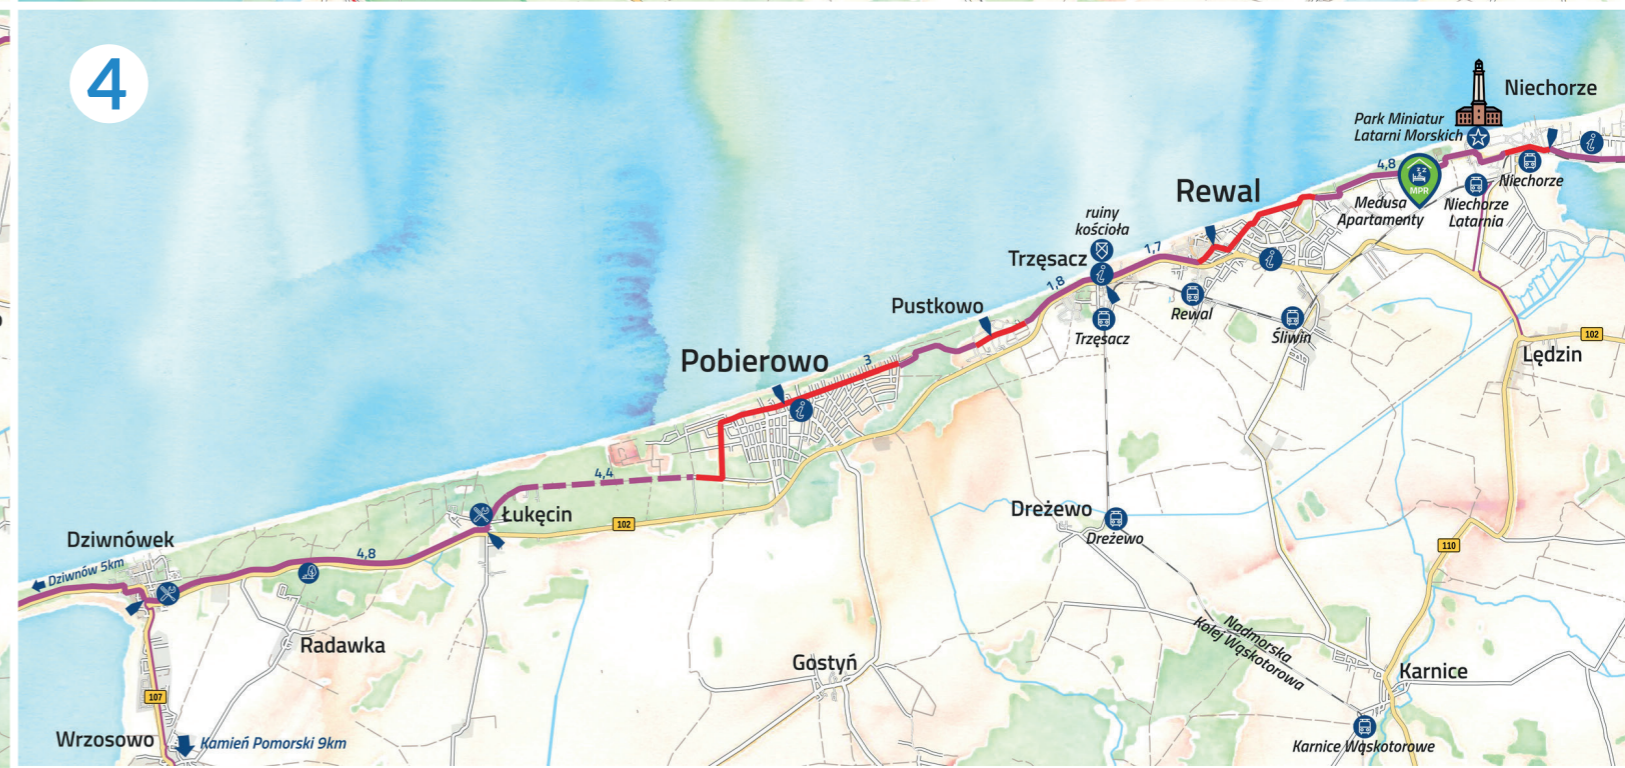 4
Niechorze
Park Miniatur
Latarni Morskich
4,8
MPR
Niechorze
Medusa
Apartamenty
Niechorze
Latarnia
Rewal
ruiny
kościoła
Trzęsacz
1,7
1,8
Rewal
Trzęsacz
Śliwin
102
Lędzin
Pustkowo
Pobierowo
3
4,4
Łukęcin
102
Dreżewo
Dreżewo
110
Dziwnówek
Dziwnów 5km
4,8
Radawka
Gostyń
Nadmorska
Kolej Wąskotorowa
Karnice
107
Wrzosowo
Kamień Pomorski 9km
Karnice Wąskotorowe